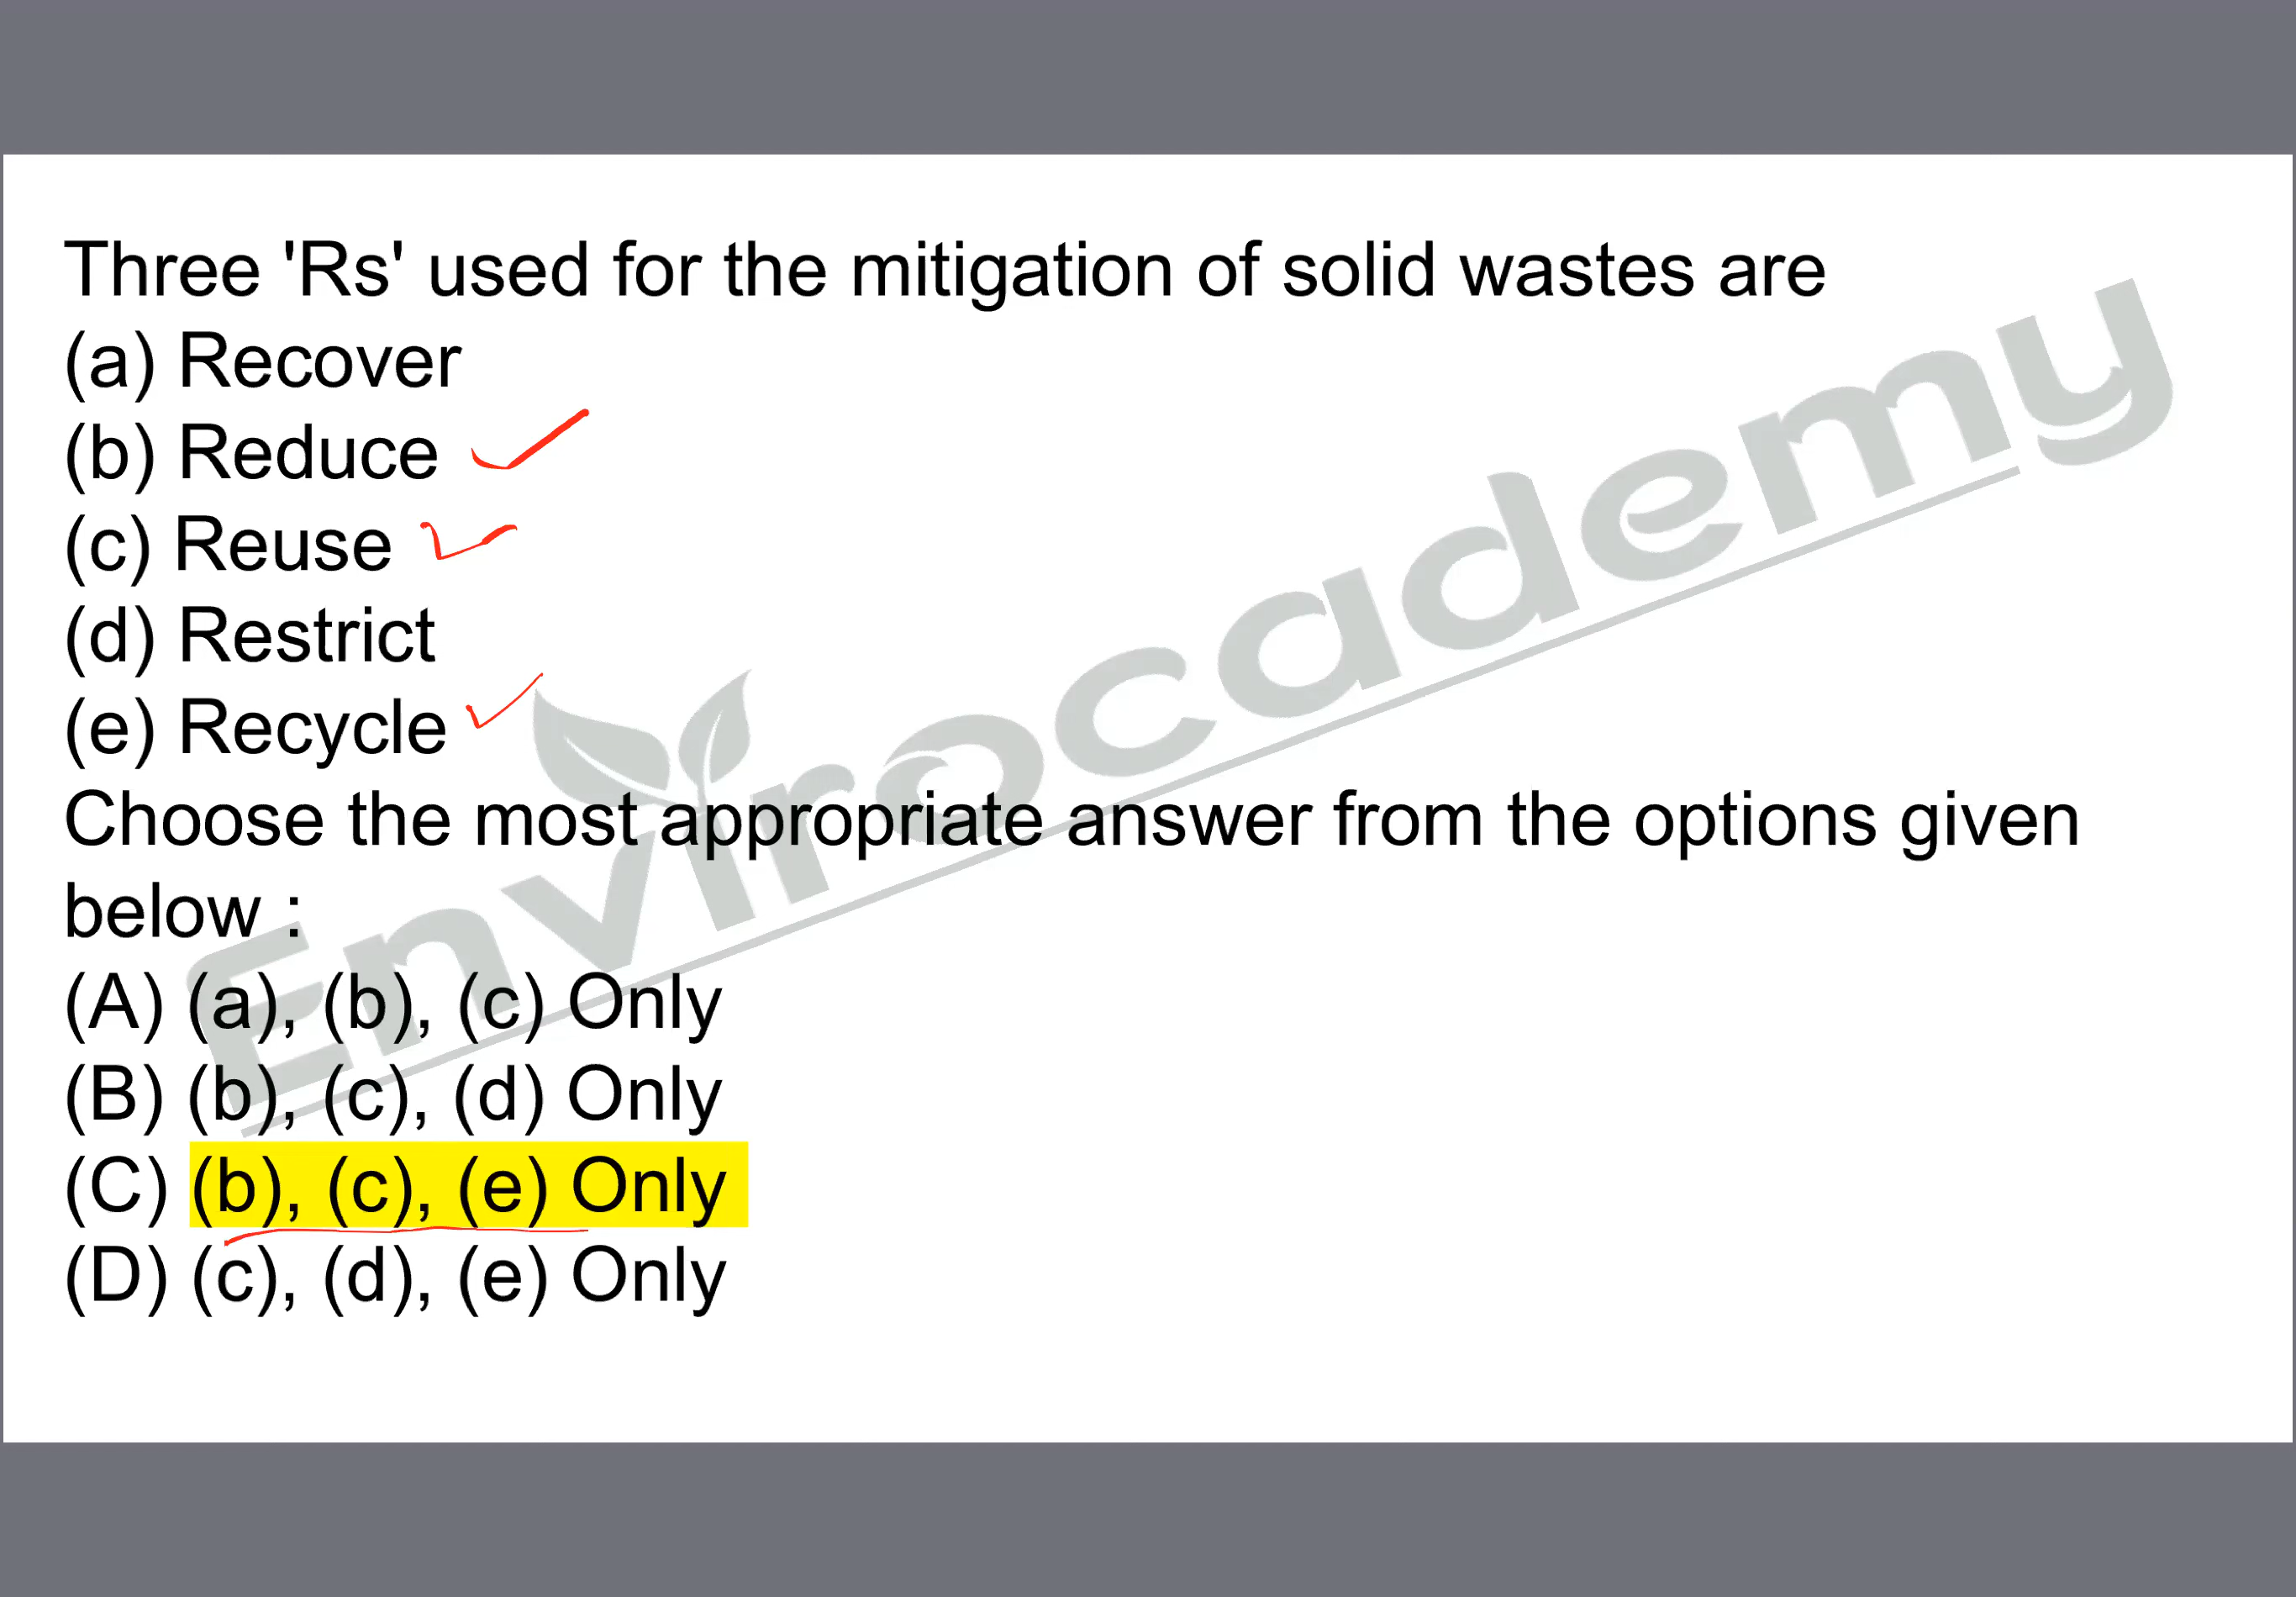 Three 'Rs' used for the mitigation of solid wastes are
(a) Recover
(b) Reduce
(c) Reuse
(d) Restrict
(e) Recycle
Choose the most appropriate answer from the options given
below :
(A) (a), (b), (c) Only
(B) (b), (c), (d) Only
(C) (b), (c), (e) Only
(D) (c), (d), (e) Only
Envirocademy